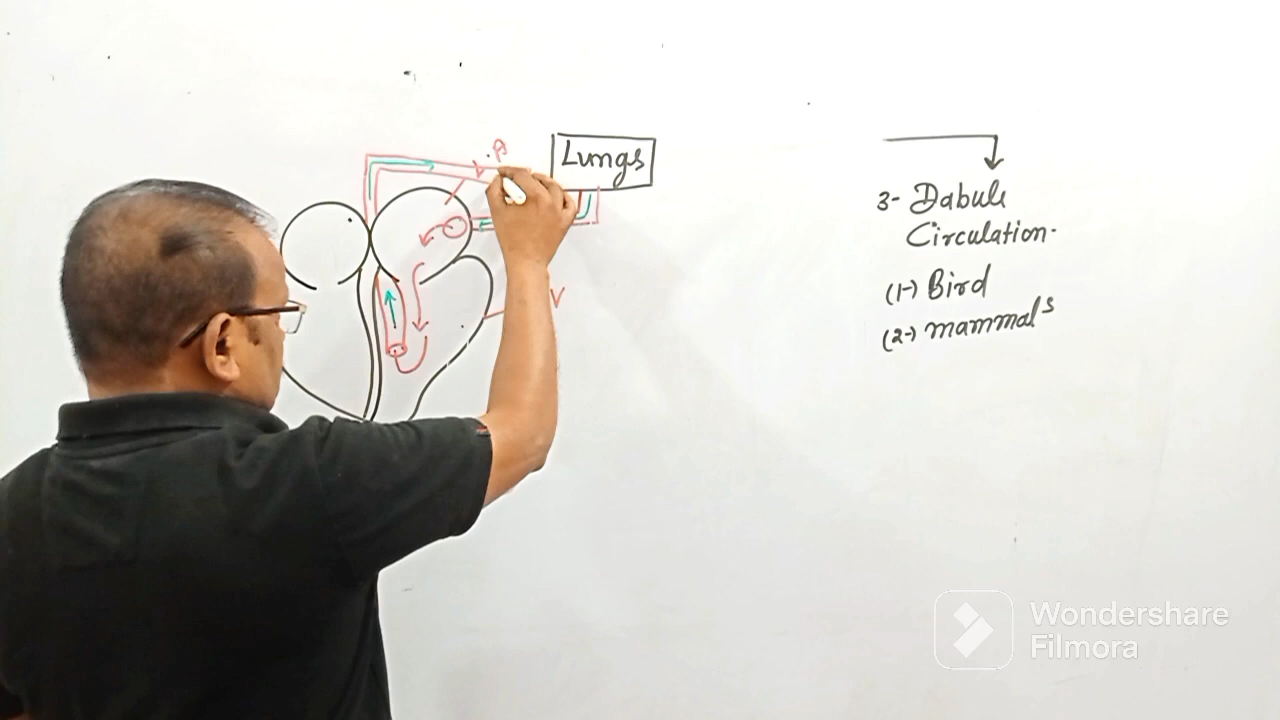 L.A
Lungs
V
3- Dabule
Circulation-
(1-) Bird
(2-) mammals
Wondershare
Filmora